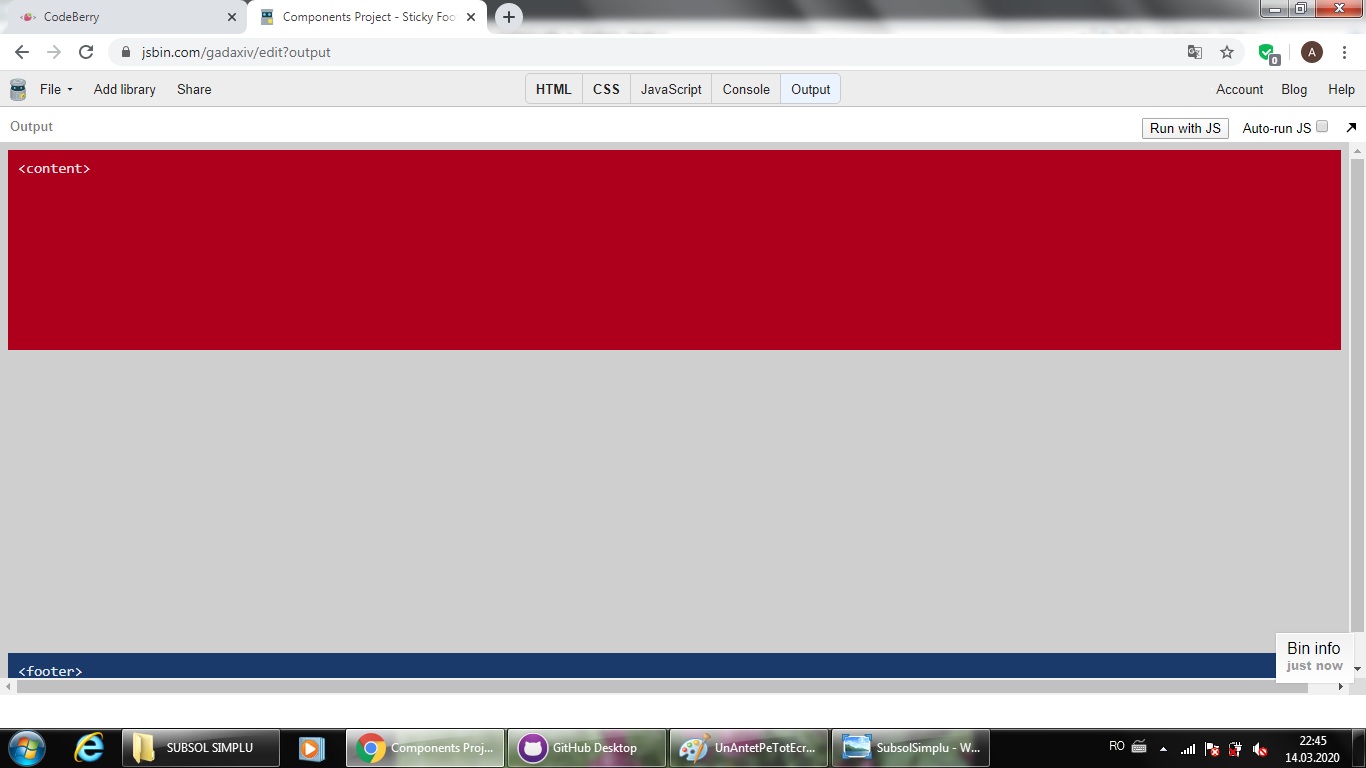 CodeBerry
Components Project - Sticky Foo
jsbin.com/gadaxiv/edit?output
0
A
File
Add library
Share
HTML
CSS
JavaScript
Console
Output
Account
Blog
Help
Output
Run with JS
Auto-run JS
<content>
<footer>
Bin info
just now
SUBSOL SIMPLU
Components Proj...
GitHub Desktop
UnAntetPeTotEcr...
SubsolSimplu - W...
RO
22:45
14.03.2020